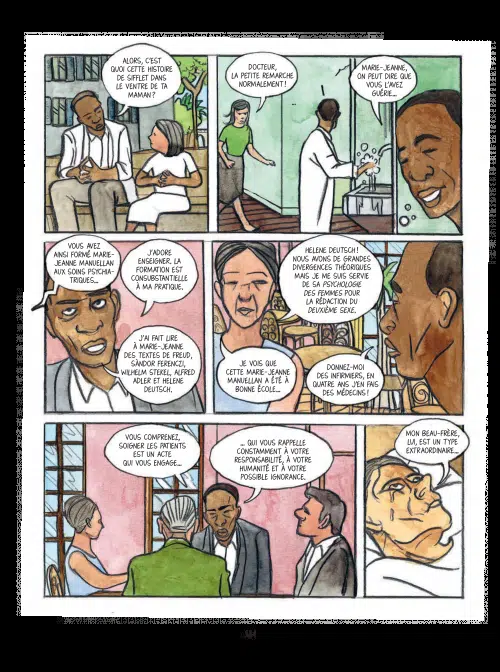 ALORS, C'EST
QUOI CETTE HISTOIRE
DE SIFFLET DANS
LE VENTRE DE TA
MAMAN ?
DOCTEUR,
LA PETITE REMARCHE
NORMALEMENT !
MARIE-JEANNE,
ON PEUT DIRE QUE
VOUS L'AVEZ
GUÉRIE...
VOUS AVEZ
AINSI FORMÉ MARIE-
JEANNE MANUELLAN
AUX SOINS PSYCHIA-
TRIQUES...
J'ADORE
ENSEIGNER, LA
FORMATION EST
CONSUBSTANTIELLE
À MA PRATIQUE.
J'AI FAIT LIRE
À MARIE-JEANNE
DES TEXTES DE FREUD,
SÀNDOR FERENCZI,
WILHELM STEKEL, ALFRED
ADLER ET HELENE
DEUTSCH.
HELENE DEUTSCH !
NOUS AVONS DE GRANDES
DIVERGENCES THÉORIQUES
MAIS JE ME SUIS SERVIE
DE SA PSYCHOLOGIE
DES FEMMES POUR
LA RÉDACTION DU
DEUXIÈME SEXE.
JE VOIS QUE
CETTE MARIE-JEANNE
MANUELLAN A ÉTÉ À
BONNE ÉCOLE...
DONNEZ-MOI
DES INFIRMIERS, EN
QUATRE ANS J'EN FAIS
DES MÉDECINS !
VOUS COMPRENEZ,
SOIGNER LES PATIENTS
EST UN ACTE
QUI VOUS ENGAGE...
... QUI VOUS RAPPELLE
CONSTAMMENT À VOTRE
RESPONSABILITÉ, À VOTRE
HUMANITÉ ET À VOTRE
POSSIBLE IGNORANCE.
MON BEAU-FRÈRE,
LUI, EST UN TYPE
EXTRAORDINAIRE...